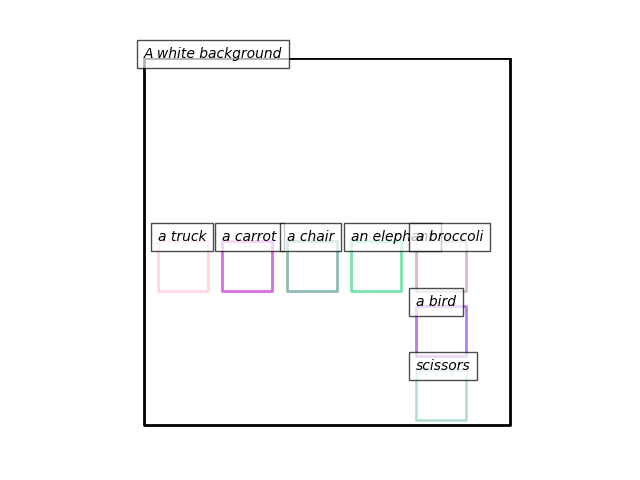 A white background
a truck
a carrot
a chair
an elephant
a broccoli
a bird
scissors